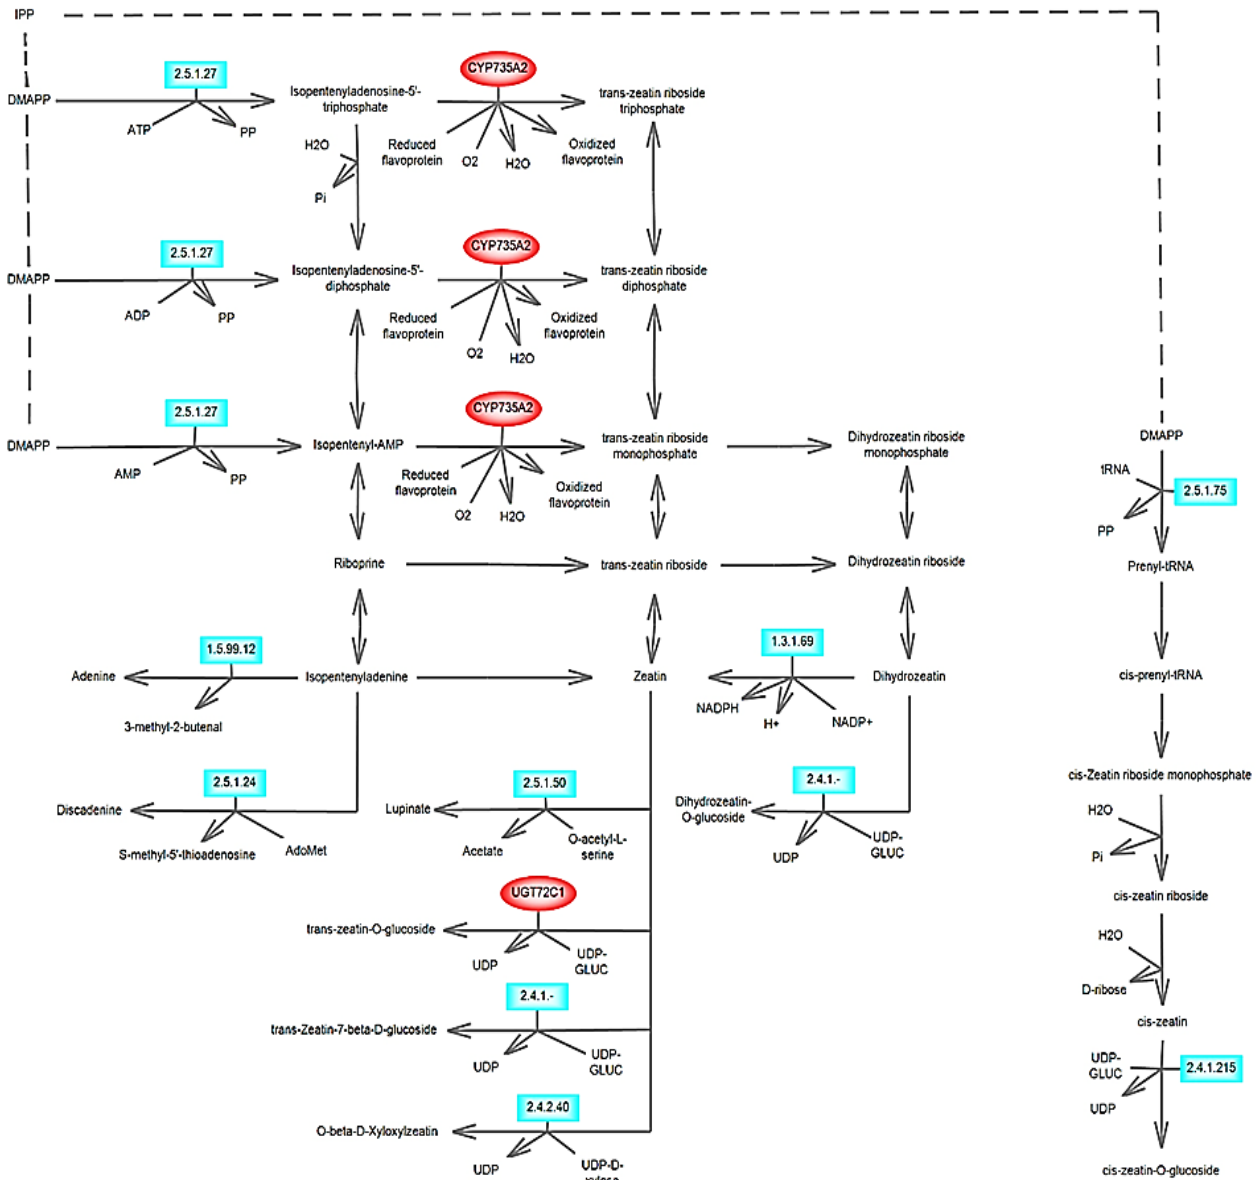 IPP
2.5.1.27
CYP735A2
DMAPP
Isopentenyladenosine-5'-
triphosphate
trans-zeatin riboside
triphosphate
ATP
PP
H2O
Reduced
flavoprotein
O2
H2O
Oxidized
flavoprotein
Pi
2.5.1.27
CYP735A2
DMAPP
Isopentenyladenosine-5'-
diphosphate
trans-zeatin riboside
diphosphate
ADP
PP
Reduced
flavoprotein
O2
H2O
Oxidized
flavoprotein
2.5.1.27
CYP735A2
DMAPP
Isopentenyl-AMP
trans-zeatin riboside
monophosphate
Dihydrozeatin riboside
monophosphate
DMAPP
AMP
PP
Reduced
flavoprotein
O2
H2O
Oxidized
flavoprotein
tRNA
2.5.1.75
PP
Riboprine
trans-zeatin riboside
Dihydrozeatin riboside
Prenyl-tRNA
1.5.99.12
1.3.1.69
Adenine
Isopentenyladenine
Zeatin
Dihydrozeatin
cis-prenyl-tRNA
3-methyl-2-butenal
NADPH
H+
NADP+
2.5.1.24
2.5.1.50
2.4.1.-
cis-Zeatin riboside monophosphate
Discadenine
Lupinate
Dihydrozeatin-
O-glucoside
S-methyl-5'-thioadenosine
AdoMet
Acetate
O-acetyl-L-
serine
UDP
UDP-
GLUC
H2O
Pi
UGT72C1
cis-zeatin riboside
trans-zeatin-O-glucoside
UDP
UDP-
GLUC
H2O
D-ribose
2.4.1.-
trans-Zeatin-7-beta-D-glucoside
cis-zeatin
UDP
UDP-
GLUC
UDP-
GLUC
2.4.1.215
UDP
2.4.2.40
O-beta-D-Xyloxylzeatin
UDP
UDP-D-
cis-zeatin-O-glucoside